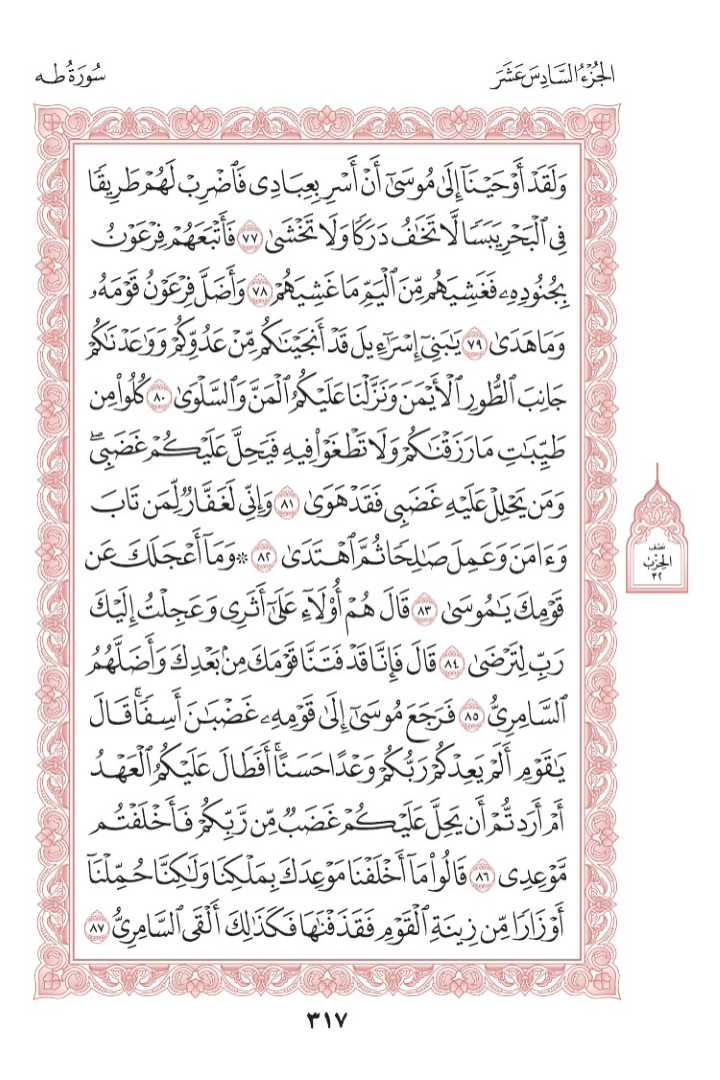 الجُزْءُ السَّادِسَ عَشَرَ
سُورَةُ طه
وَلَقَدۡ أَوۡحَيۡنَآ إِلَىٰ مُوسَىٰٓ أَنۡ أَسۡرِ بِعِبَادِي فَٱضۡرِبۡ لَهُمۡ طَرِيقٗا
فِي ٱلۡبَحۡرِ يَبَسٗا لَّا تَخَٰفُ دَرَكٗا وَلَا تَخۡشَىٰ ٧٧ فَأَتۡبَعَهُمۡ فِرۡعَوۡنُ
بِجُنُودِهِۦ فَغَشِيَهُم مِّنَ ٱلۡيَمِّ مَا غَشِيَهُمۡ ٧٨ وَأَضَلَّ فِرۡعَوۡنُ قَوۡمَهُۥ
وَمَا هَدَىٰ ٧٩ يَٰبَنِيٓ إِسۡرَٰٓءِيلَ قَدۡ أَنجَيۡنَٰكُم مِّنۡ عَدُوِّكُمۡ وَوَٰعَدۡنَٰكُمۡ
جَانِبَ ٱلطُّورِ ٱلۡأَيۡمَنَ وَنَزَّلۡنَا عَلَيۡكُمُ ٱلۡمَنَّ وَٱلسَّلۡوَىٰ ٨٠ كُلُواْ مِن
طَيِّبَٰتِ مَا رَزَقۡنَٰكُمۡ وَلَا تَطۡغَوۡاْ فِيهِ فَيَحِلَّ عَلَيۡكُمۡ غَضَبِيۖ
وَمَن يَحۡلِلۡ عَلَيۡهِ غَضَبِي فَقَدۡ هَوَىٰ ٨١ وَإِنِّي لَغَفَّارٞ لِّمَن تَابَ
وَءَامَنَ وَعَمِلَ صَٰلِحٗا ثُمَّ ٱهۡتَدَىٰ ٨٢ ۞وَمَآ أَعۡجَلَكَ عَن
قَوۡمِكَ يَٰمُوسَىٰ ٨٣ قَالَ هُمۡ أُوْلَآءِ عَلَىٰٓ أَثَرِي وَعَجِلۡتُ إِلَيۡكَ
رَبِّ لِتَرۡضَىٰ ٨٤ قَالَ فَإِنَّا قَدۡ فَتَنَّا قَوۡمَكَ مِنۢ بَعۡدِكَ وَأَضَلَّهُمُ
ٱلسَّامِرِيُّ ٨٥ فَرَجَعَ مُوسَىٰٓ إِلَىٰ قَوۡمِهِۦ غَضۡبَٰنَ أَسِفٗاۚ قَالَ
يَٰقَوۡمِ أَلَمۡ يَعِدۡكُمۡ رَبُّكُمۡ وَعۡدًا حَسَنًاۚ أَفَطَالَ عَلَيۡكُمُ ٱلۡعَهۡدُ
أَمۡ أَرَدتُّمۡ أَن يَحِلَّ عَلَيۡكُمۡ غَضَبٞ مِّن رَّبِّكُمۡ فَأَخۡلَفۡتُم
مَّوۡعِدِي ٨٦ قَالُواْ مَآ أَخۡلَفۡنَا مَوۡعِدَكَ بِمَلۡكِنَا وَلَٰكِنَّا حُمِّلۡنَآ
أَوۡزَارٗا مِّن زِينَةِ ٱلۡقَوۡمِ فَقَذَفۡنَٰهَا فَكَذَٰلِكَ أَلۡقَى ٱلسَّامِرِيُّ ٨٧
نصف
الحزب
٣٢
٣١٧